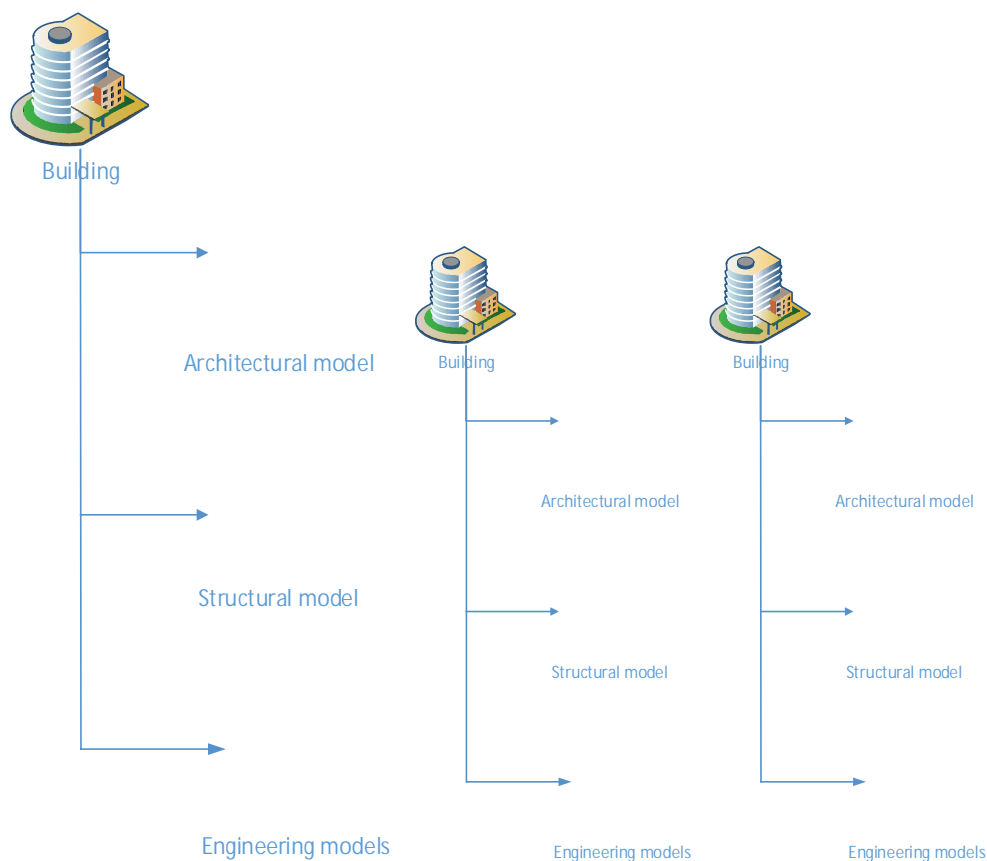 Building
Architectural model
Structural model
Engineering models
Building
Architectural model
Structural model
Engineering models
Building
Architectural model
Structural model
Engineering models